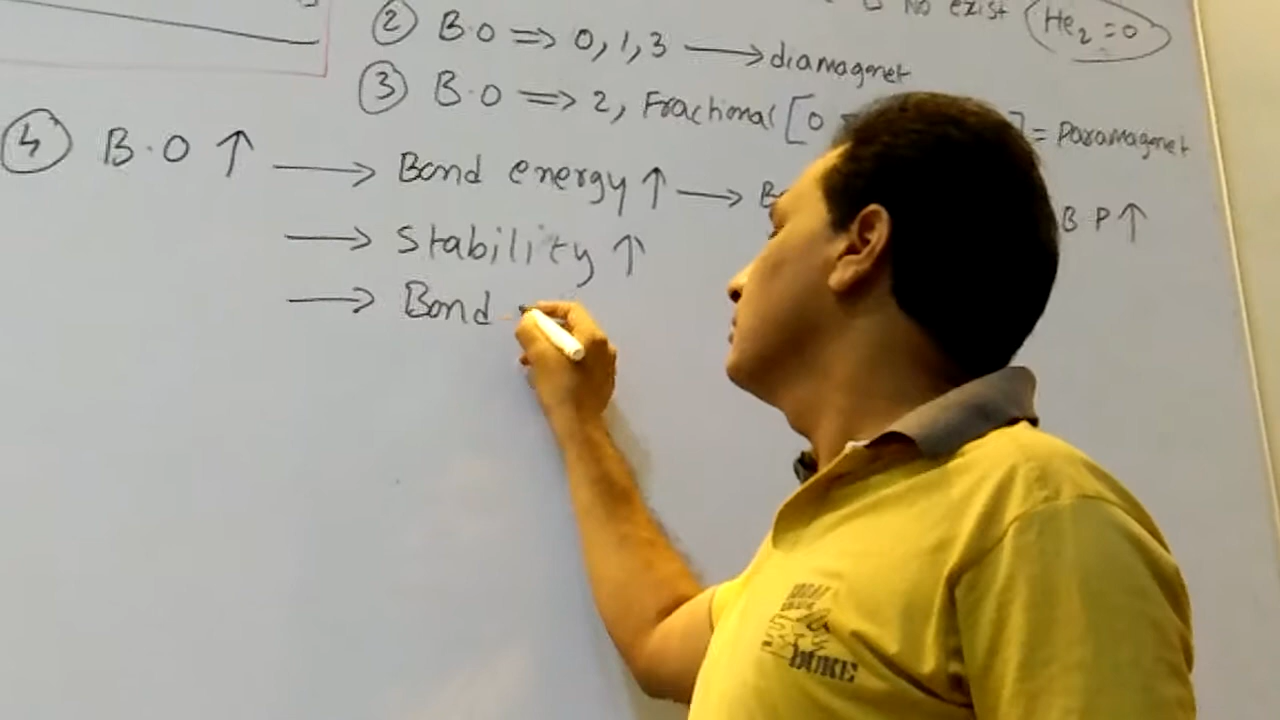 No exist He₂ = 0
② B.O ⇒ 0, 1, 3 → diamagnet
③ B.O ⇒ 2, Fractional [0 ] = Paramagnet
④ B.O ↑ → Bond energy ↑ → B.P ↑
→ Stability ↑
→ Bond
DUKE